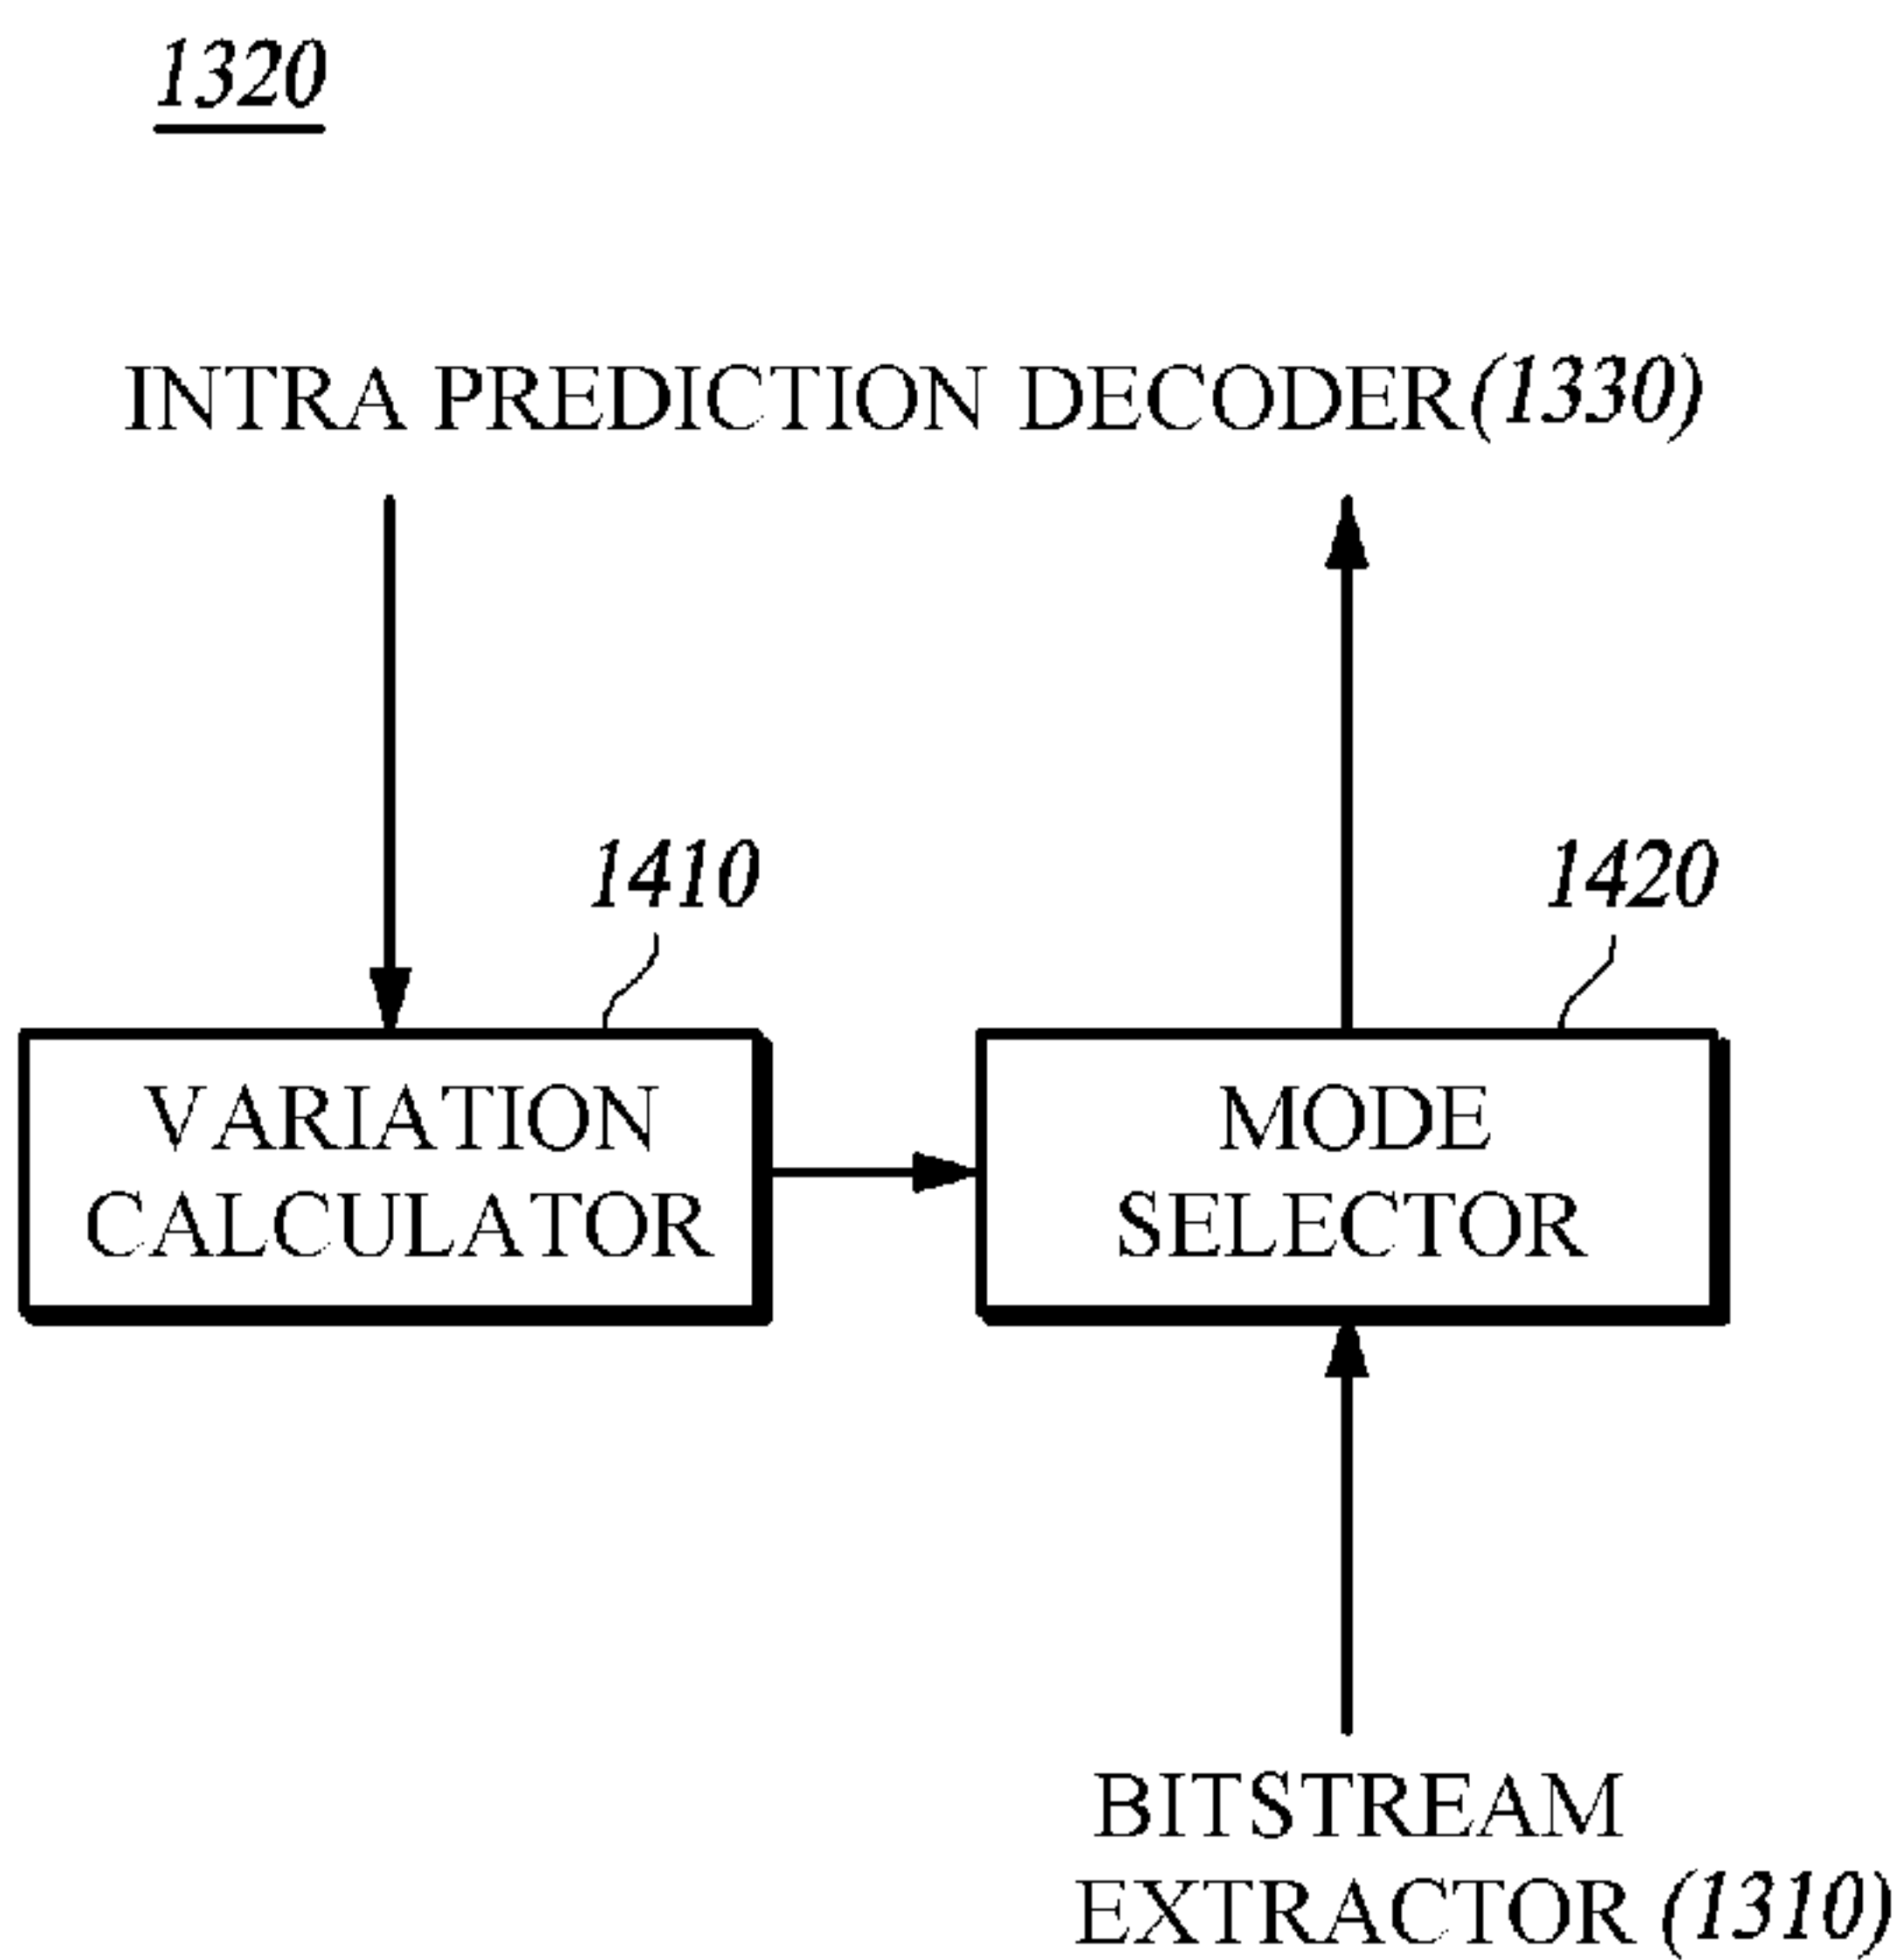 1320
INTRA PREDICTION DECODER(1330)
1410
1420
VARIATION
CALCULATOR
MODE
SELECTOR
BITSTREAM
EXTRACTOR (1310)